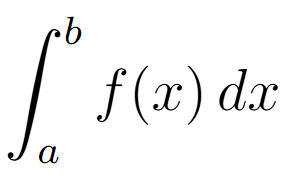 ∫_a^b f(x) dx